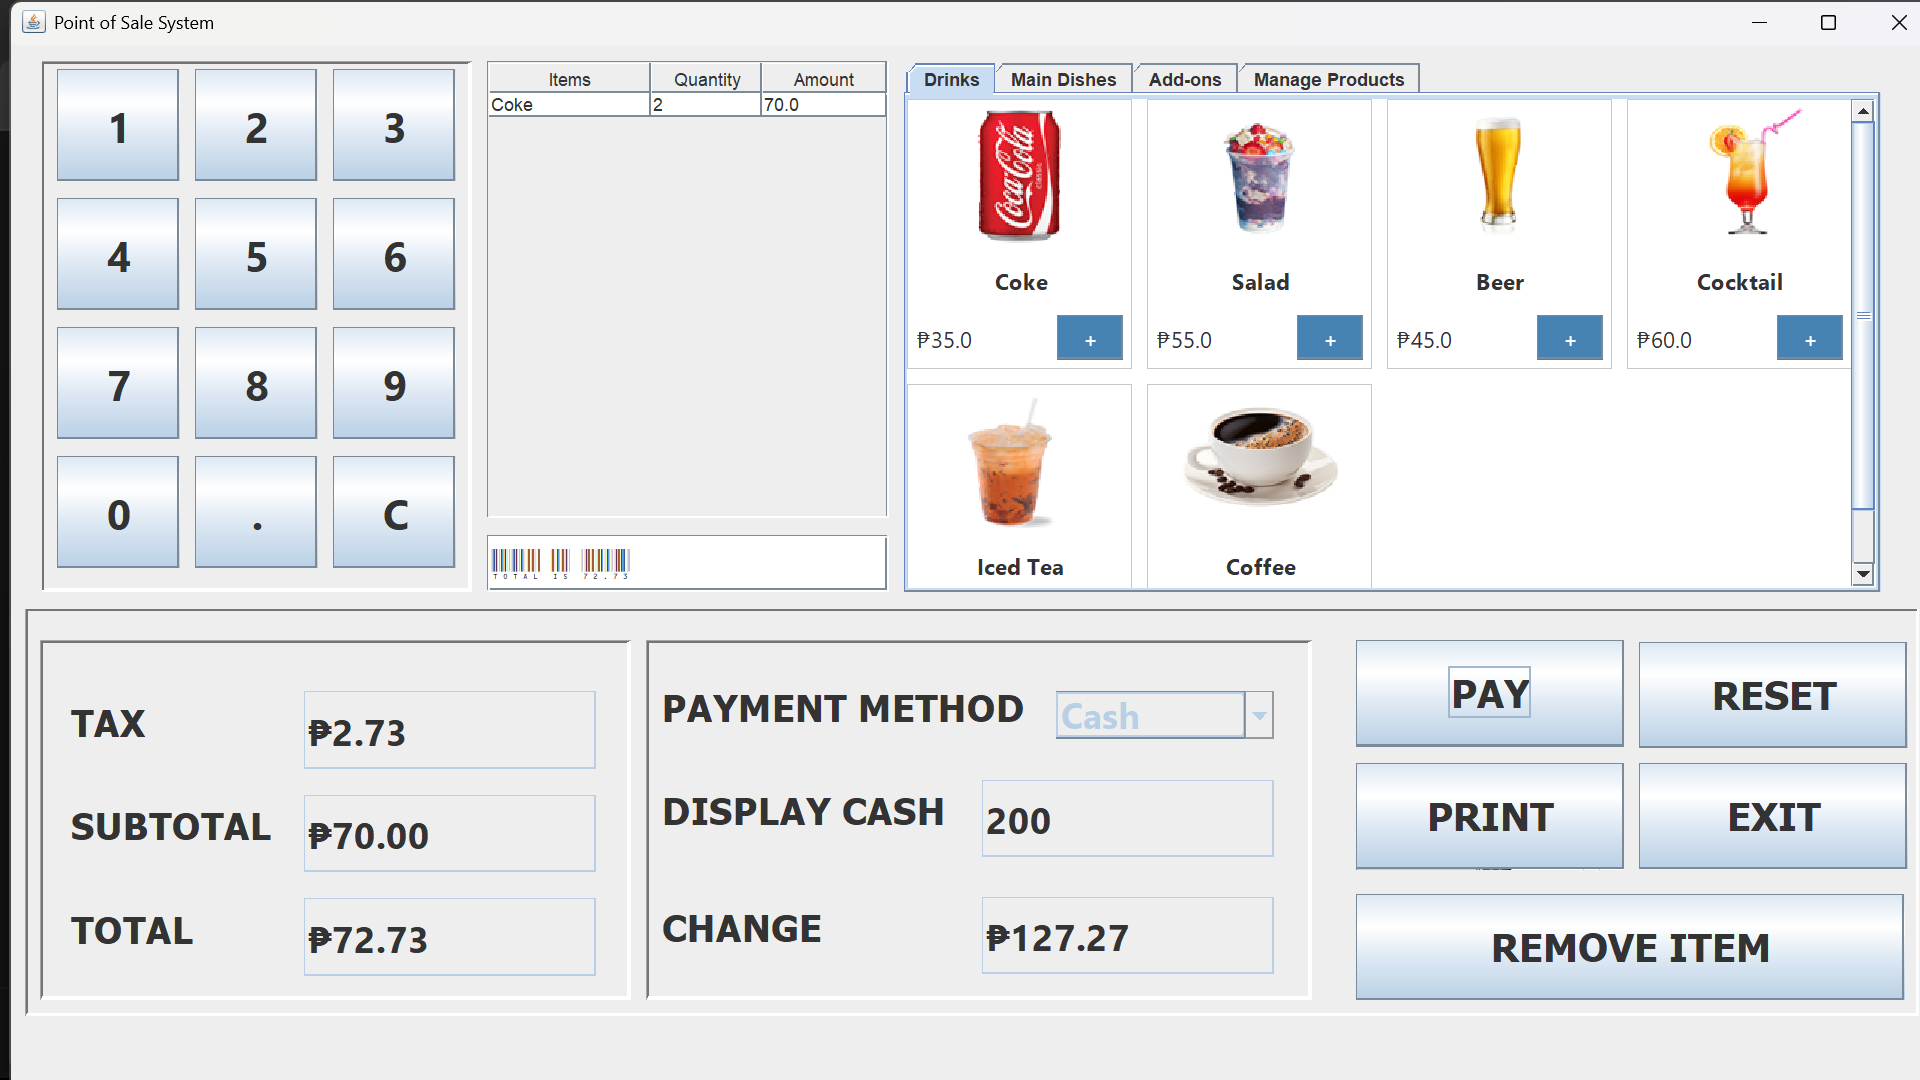 Point of Sale System
1 2 3
4 5 6
7 8 9
0 . C
Items Quantity Amount
Coke 2 70.0
TOTAL IS 72.73
Drinks Main Dishes Add-ons Manage Products
Coca-Cola
classic
Coke Salad Beer Cocktail
₱35.0 + ₱55.0 + ₱45.0 + ₱60.0 +
Iced Tea Coffee
TAX ₱2.73
SUBTOTAL ₱70.00
TOTAL ₱72.73
PAYMENT METHOD Cash
DISPLAY CASH 200
CHANGE ₱127.27
PAY RESET
PRINT EXIT
REMOVE ITEM